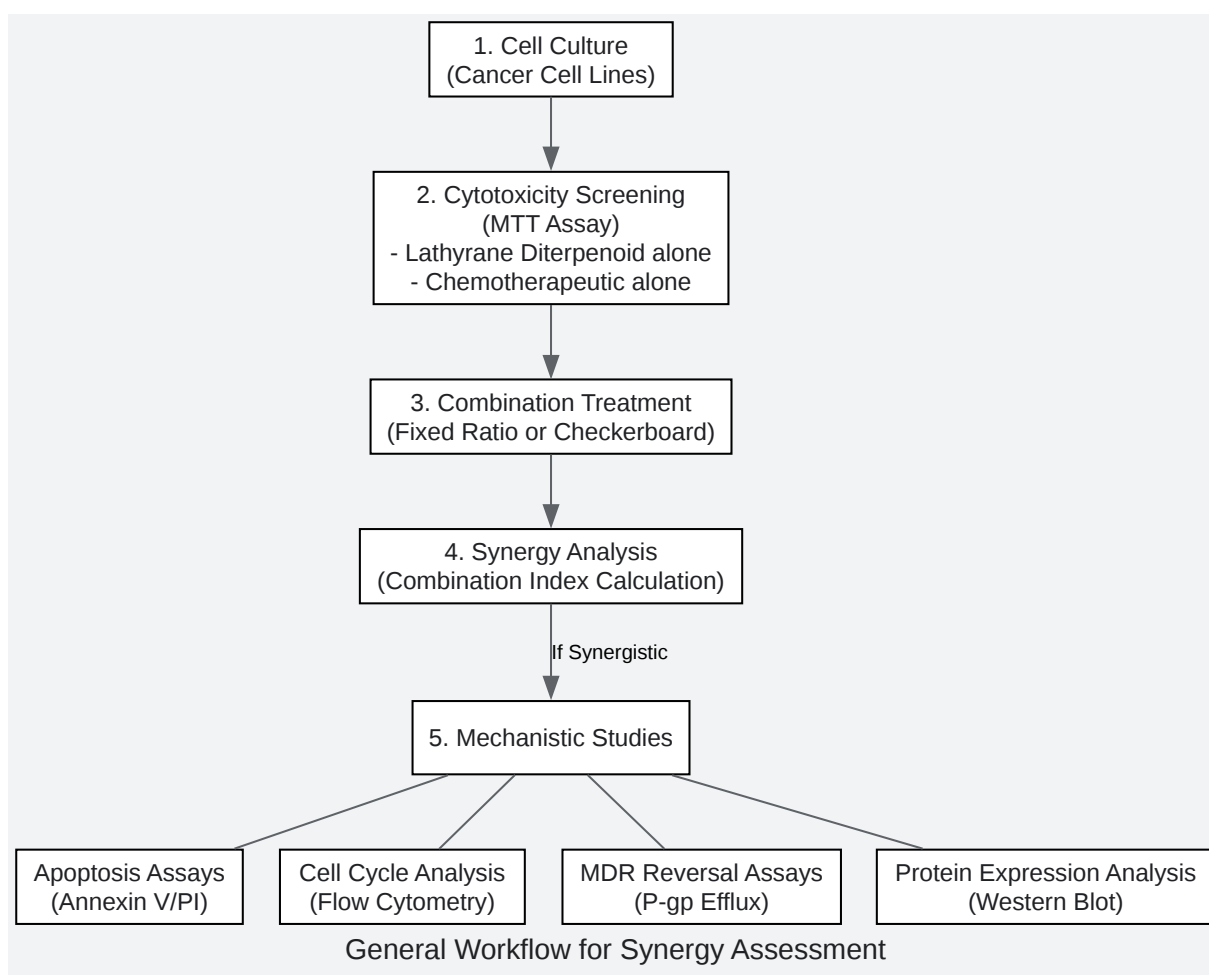 1. Cell Culture
(Cancer Cell Lines)
2. Cytotoxicity Screening
(MTT Assay)
- Lathyrane Diterpenoid alone
- Chemotherapeutic alone
3. Combination Treatment
(Fixed Ratio or Checkerboard)
4. Synergy Analysis
(Combination Index Calculation)
If Synergistic
5. Mechanistic Studies
Apoptosis Assays
(Annexin V/PI)
Cell Cycle Analysis
(Flow Cytometry)
MDR Reversal Assays
(P-gp Efflux)
Protein Expression Analysis
(Western Blot)
General Workflow for Synergy Assessment